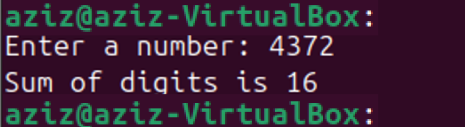 aziz@aziz-VirtualBox:
Enter a number: 4372
Sum of digits is 16
aziz@aziz-VirtualBox: